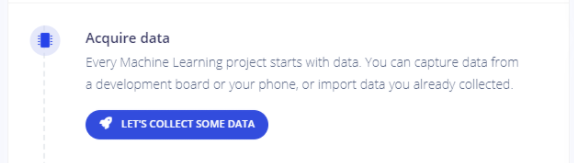 Acquire data
Every Machine Learning project starts with data. You can capture data from
a development board or your phone, or import data you already collected.
LET'S COLLECT SOME DATA